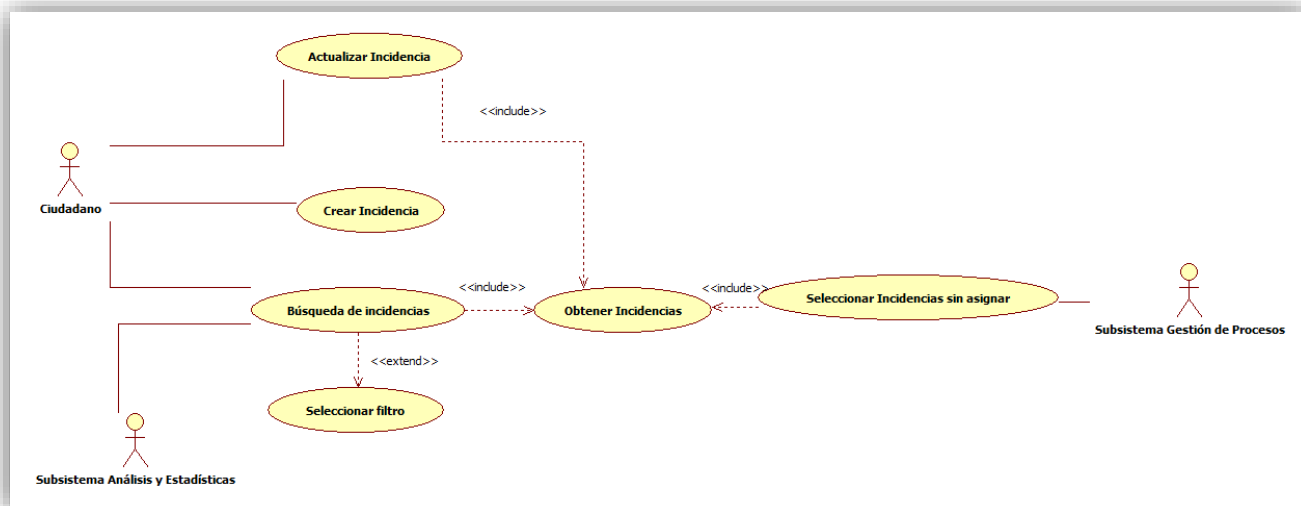 Actualizar Incidencia
<<include>>
Ciudadano
Crear Incidencia
Búsqueda de incidencias
<<include>>
Obtener Incidencias
<<include>>
Seleccionar Incidencias sin asignar
Subsistema Gestión de Procesos
<<extend>>
Seleccionar filtro
Subsistema Análisis y Estadísticas